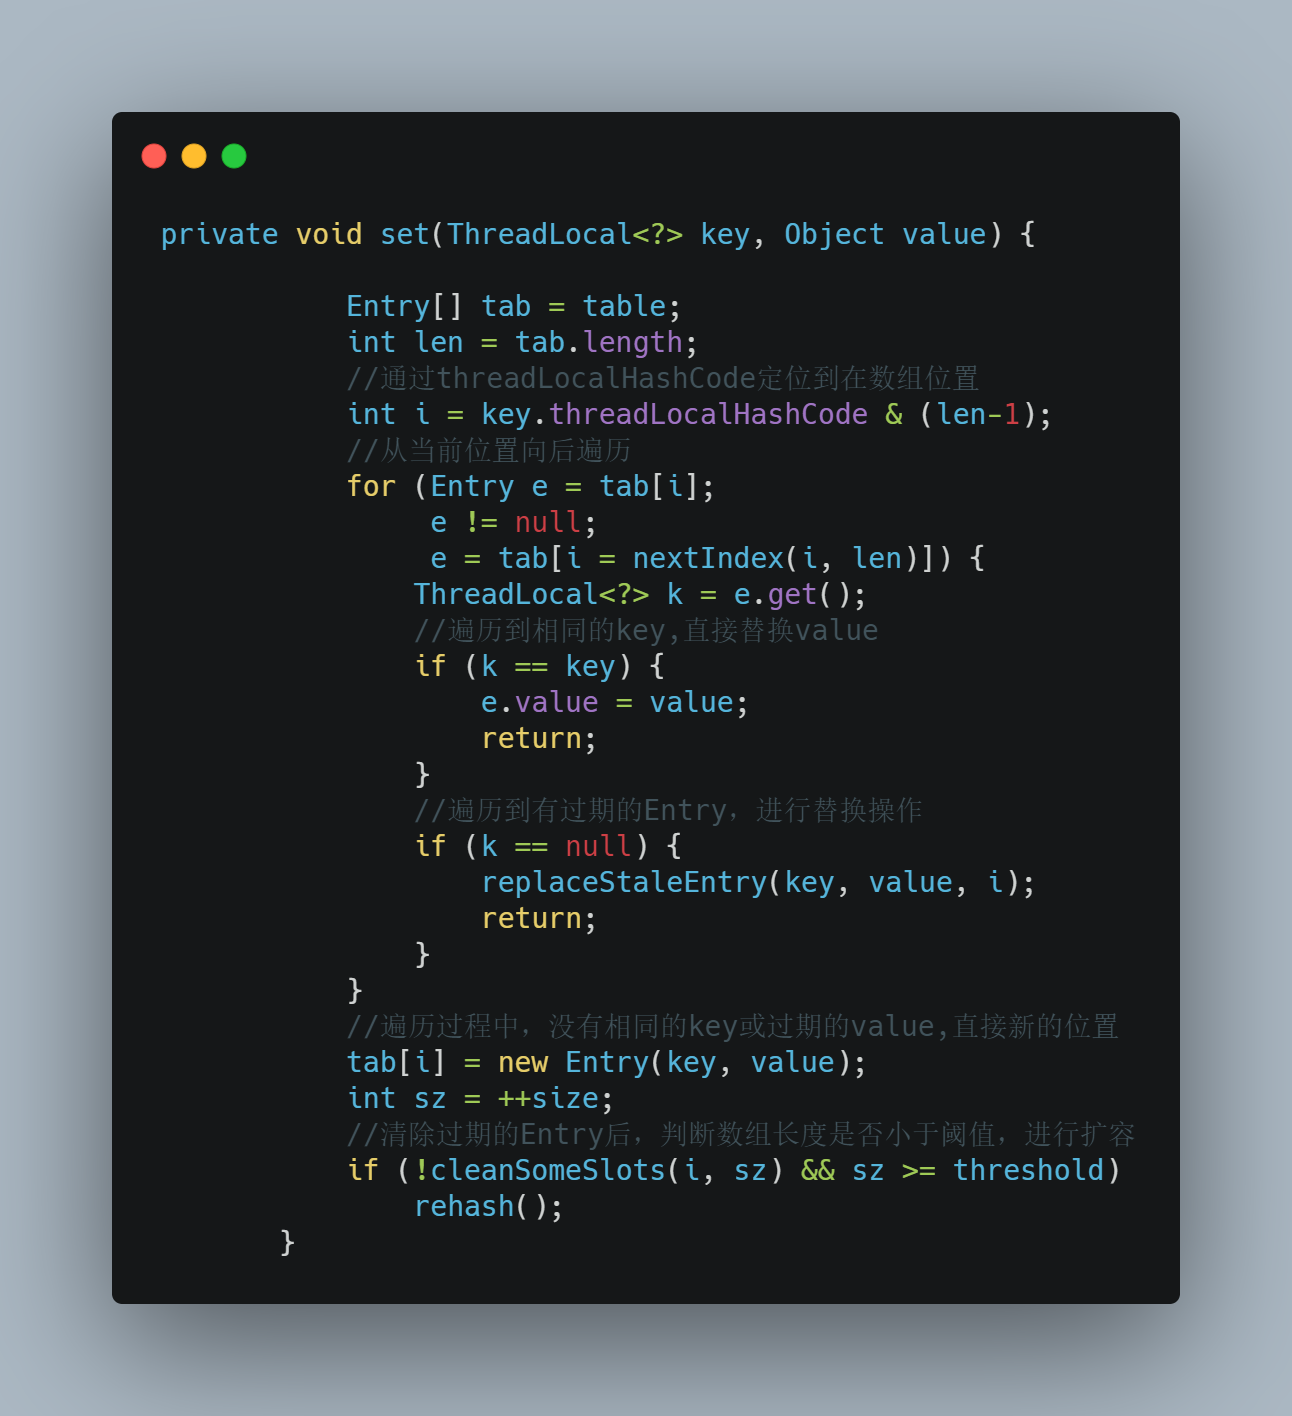 private void set(ThreadLocal<?> key, Object value) {
Entry[] tab = table;
int len = tab.length;
//通过threadLocalHashCode定位到在数组位置
int i = key.threadLocalHashCode & (len-1);
//从当前位置向后遍历
for (Entry e = tab[i];
e != null;
e = tab[i = nextIndex(i, len)]) {
ThreadLocal<?> k = e.get();
//遍历到相同的key,直接替换value
if (k == key) {
e.value = value;
return;
}
//遍历到有过期的Entry，进行替换操作
if (k == null) {
replaceStaleEntry(key, value, i);
return;
}
}
//遍历过程中，没有相同的key或过期的value,直接新的位置
tab[i] = new Entry(key, value);
int sz = ++size;
//清除过期的Entry后，判断数组长度是否小于阈值，进行扩容
if (!cleanSomeSlots(i, sz) && sz >= threshold)
rehash();
}